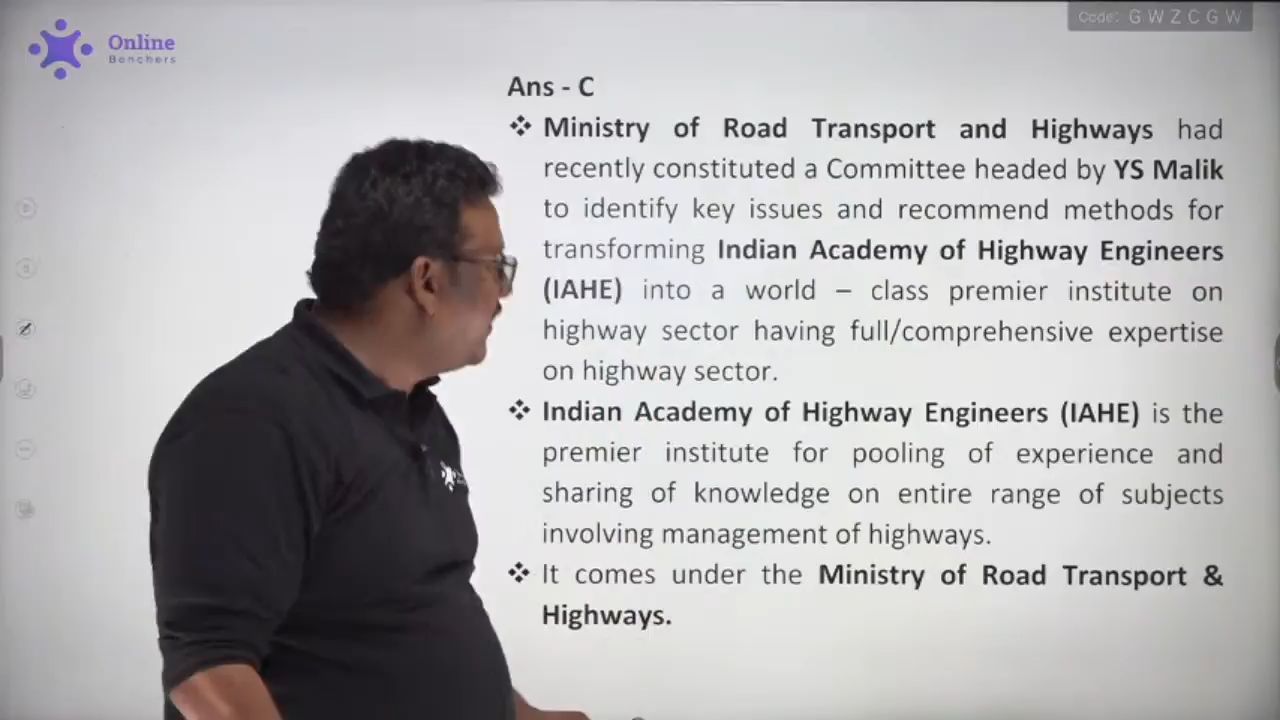 Online
Benchers
Code: G W Z C G W
Ans - C
❖ Ministry of Road Transport and Highways had
recently constituted a Committee headed by YS Malik
to identify key issues and recommend methods for
transforming Indian Academy of Highway Engineers
(IAHE) into a world – class premier institute on
highway sector having full/comprehensive expertise
on highway sector.
❖ Indian Academy of Highway Engineers (IAHE) is the
premier institute for pooling of experience and
sharing of knowledge on entire range of subjects
involving management of highways.
❖ It comes under the Ministry of Road Transport &
Highways.